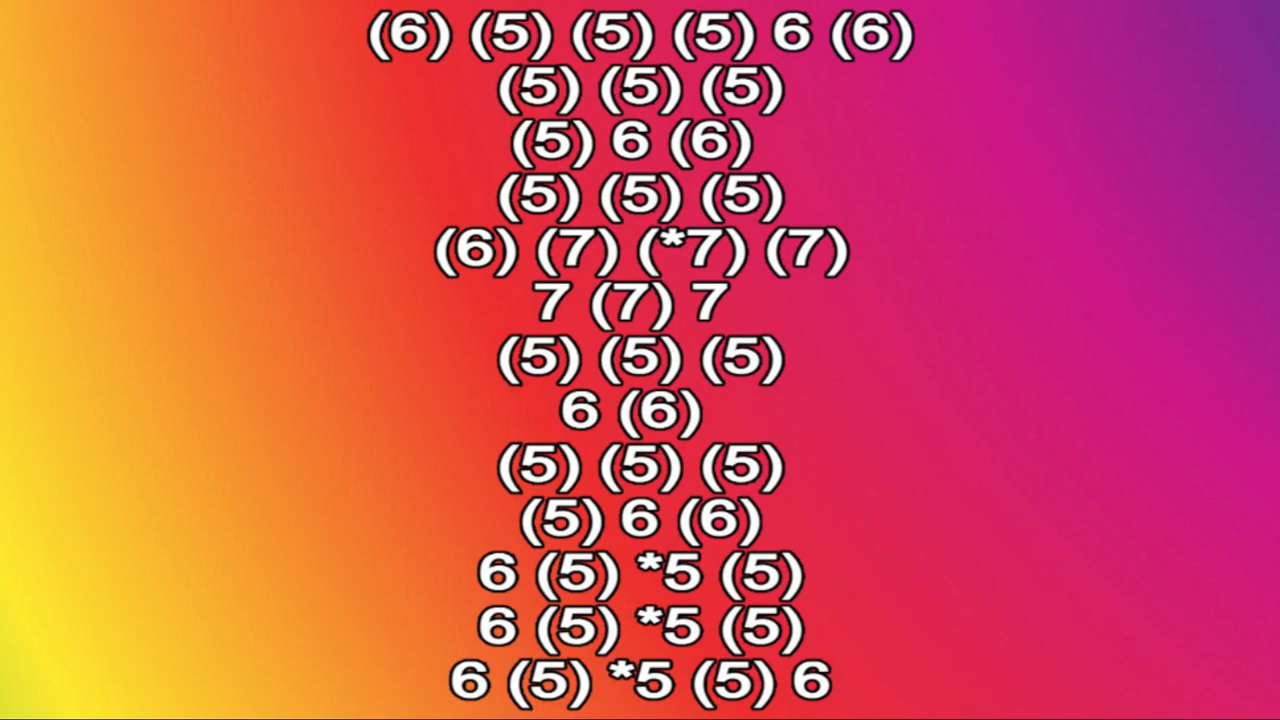 (6) (5) (5) (5) 6 (6)
(5) (5) (5)
(5) 6 (6)
(5) (5) (5)
(6) (7) (*7) (7)
7 (7) 7
(5) (5) (5)
6 (6)
(5) (5) (5)
(5) 6 (6)
6 (5) *5 (5)
6 (5) *5 (5)
6 (5) *5 (5) 6